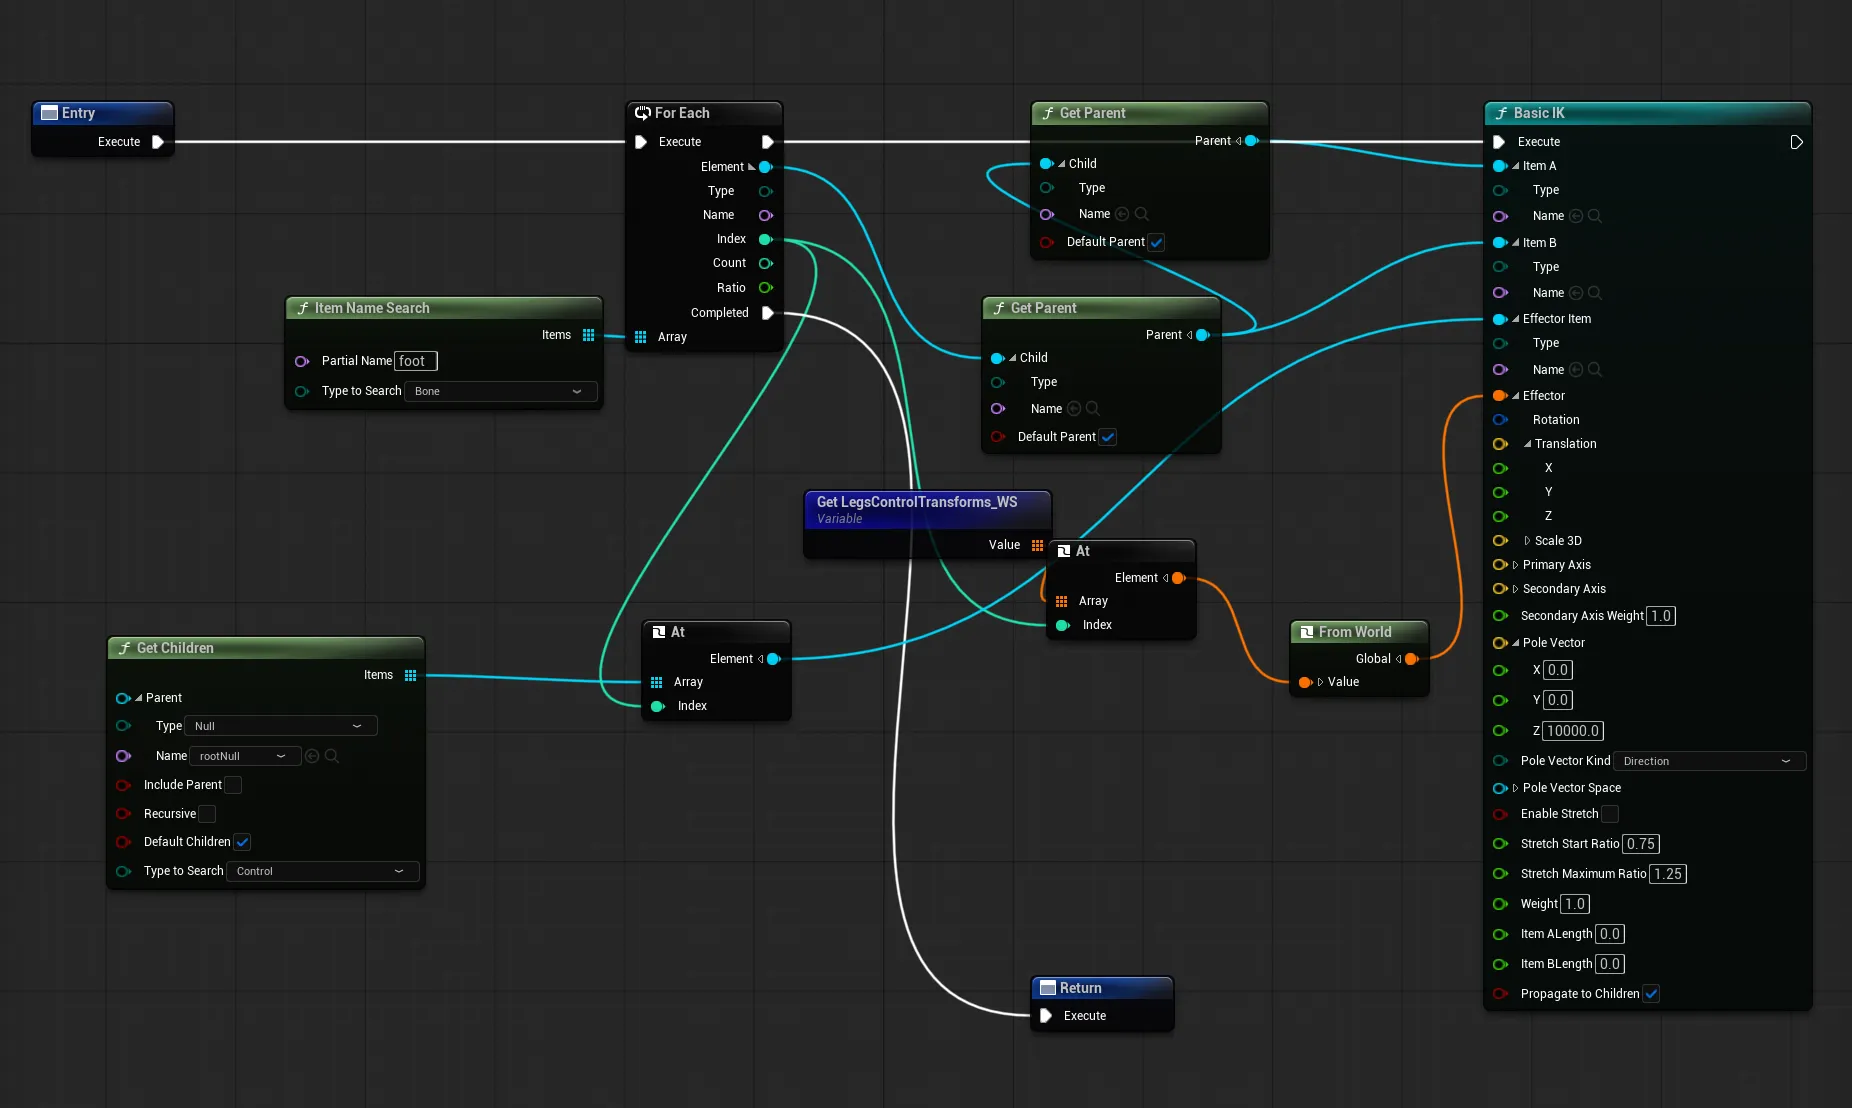 Entry
Execute
For Each
Execute
Element
Type
Name
Index
Count
Ratio
Completed
Array
Item Name Search
Items
Partial Name foot
Type to Search Bone
Get Parent
Parent
Child
Type
Name
Default Parent
Get Parent
Parent
Child
Type
Name
Default Parent
Get LegsControlTransforms_WS
Variable
Value
At
Element
Array
Index
At
Element
Array
Index
From World
Global
Value
Get Children
Items
Parent
Type Null
Name rootNull
Include Parent
Recursive
Default Children
Type to Search Control
Return
Execute
Basic IK
Execute
Item A
Type
Name
Item B
Type
Name
Effector Item
Type
Name
Effector
Rotation
Translation
X
Y
Z
Scale 3D
Primary Axis
Secondary Axis
Secondary Axis Weight 1.0
Pole Vector
X 0.0
Y 0.0
Z 10000.0
Pole Vector Kind Direction
Pole Vector Space
Enable Stretch
Stretch Start Ratio 0.75
Stretch Maximum Ratio 1.25
Weight 1.0
Item ALength 0.0
Item BLength 0.0
Propagate to Children